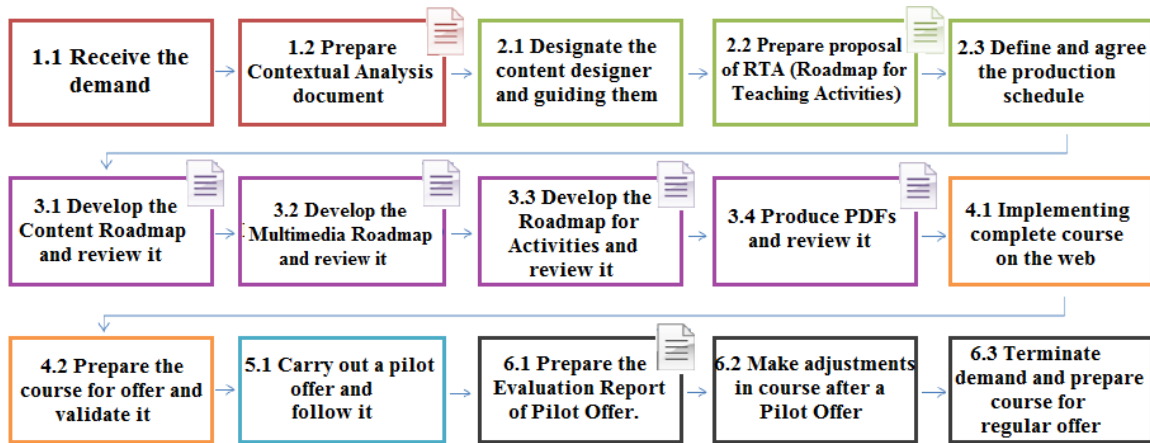 1.1 Receive the
demand
1.2 Prepare
Contextual Analysis
document
2.1 Designate the
content designer
and guiding them
2.2 Prepare proposal
of RTA (Roadmap for
Teaching Activities)
2.3 Define and agree
the production
schedule
3.1 Develop the
Content Roadmap
and review it
3.2 Develop the
Multimedia Roadmap
and review it
3.3 Develop the
Roadmap for
Activities and
review it
3.4 Produce PDFs
and review it
4.1 Implementing
complete course
on the web
4.2 Prepare the
course for offer and
validate it
5.1 Carry out a pilot
offer and
follow it
6.1 Prepare the
Evaluation Report
of Pilot Offer.
6.2 Make adjustments
in course after a
Pilot Offer
6.3 Terminate
demand and prepare
course for
regular offer